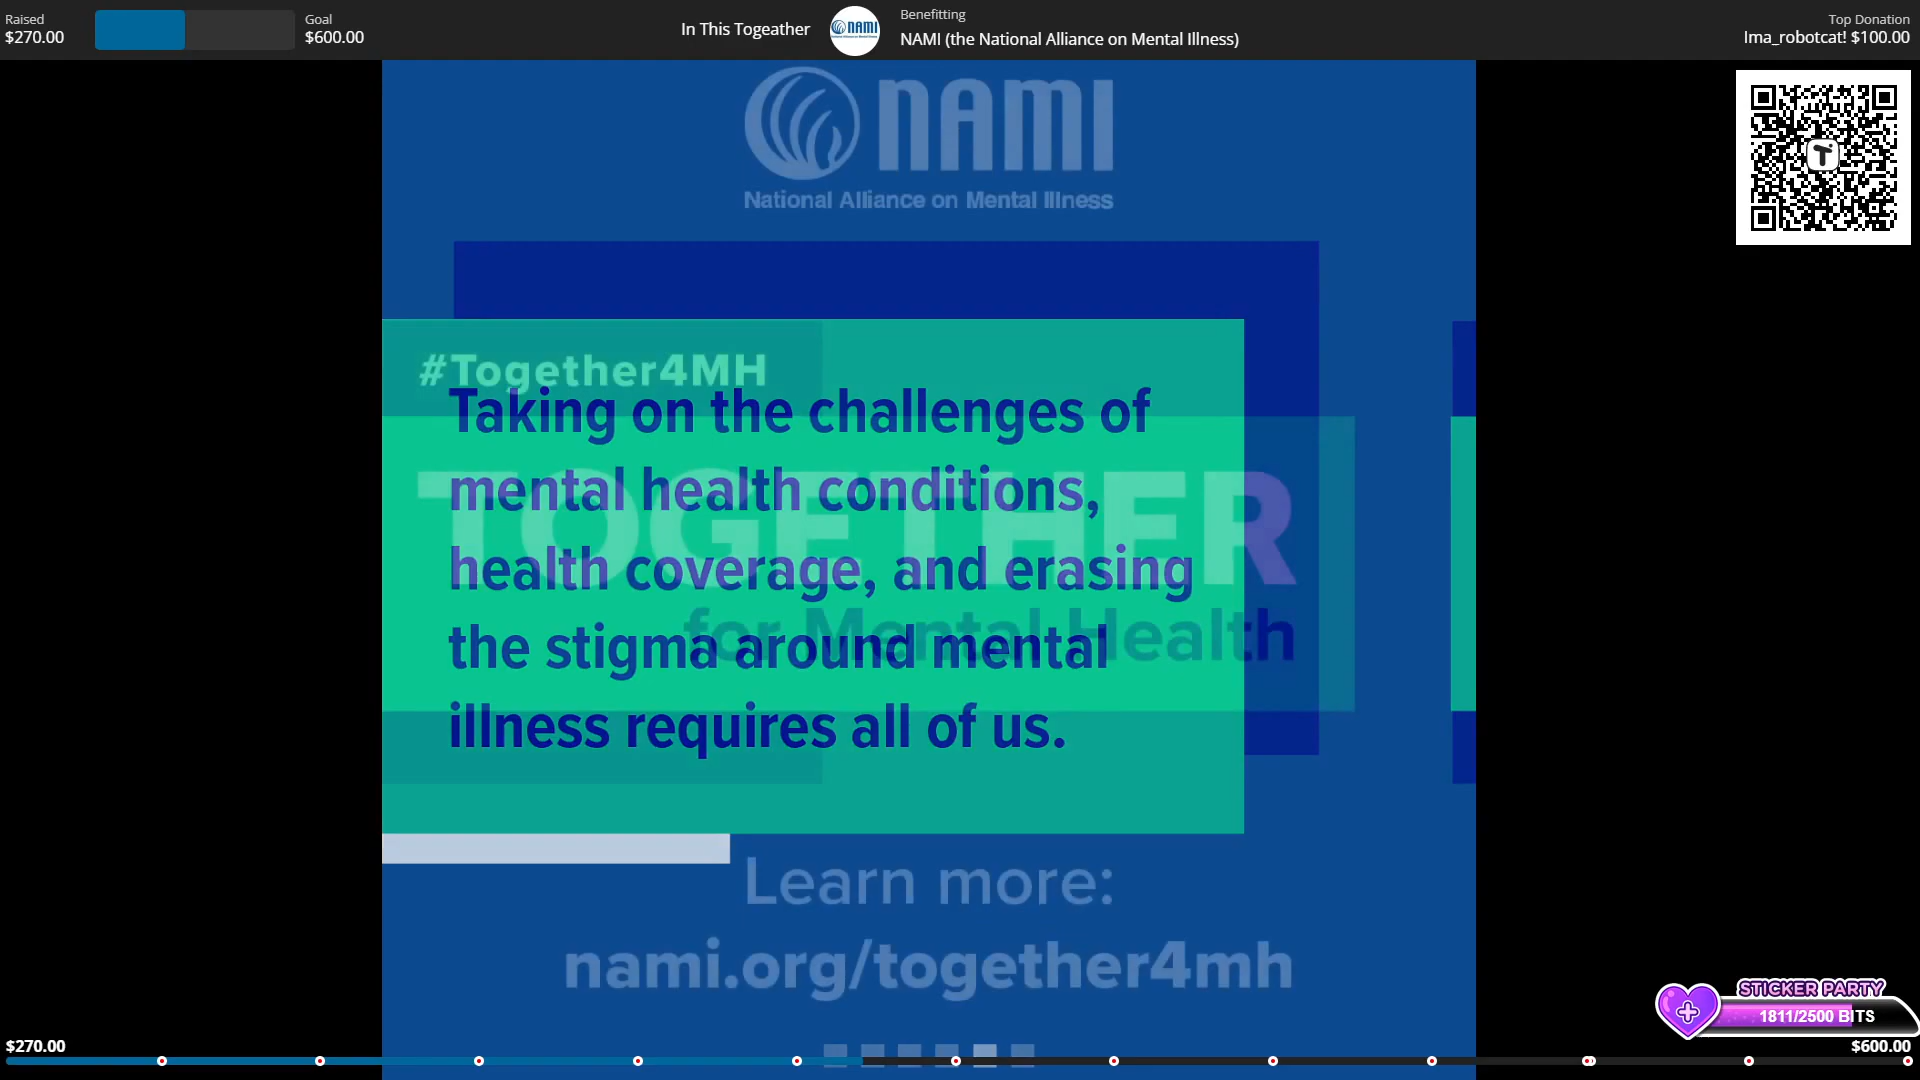 Raised
$270.00
Goal
$600.00
In This Togeather
NAMI
Benefitting
NAMI (the National Alliance on Mental Illness)
Top Donation
Ima_robotcat! $100.00
NAMI
National Alliance on Mental Illness
T
#Together4MH
Taking on the challenges of
mental health conditions,
health coverage, and erasing
the stigma around mental
illness requires all of us.
TOGETHER
for Mental Health
Learn more:
nami.org/together4mh
STICKER PARTY
1811/2500 BITS
$270.00
$600.00